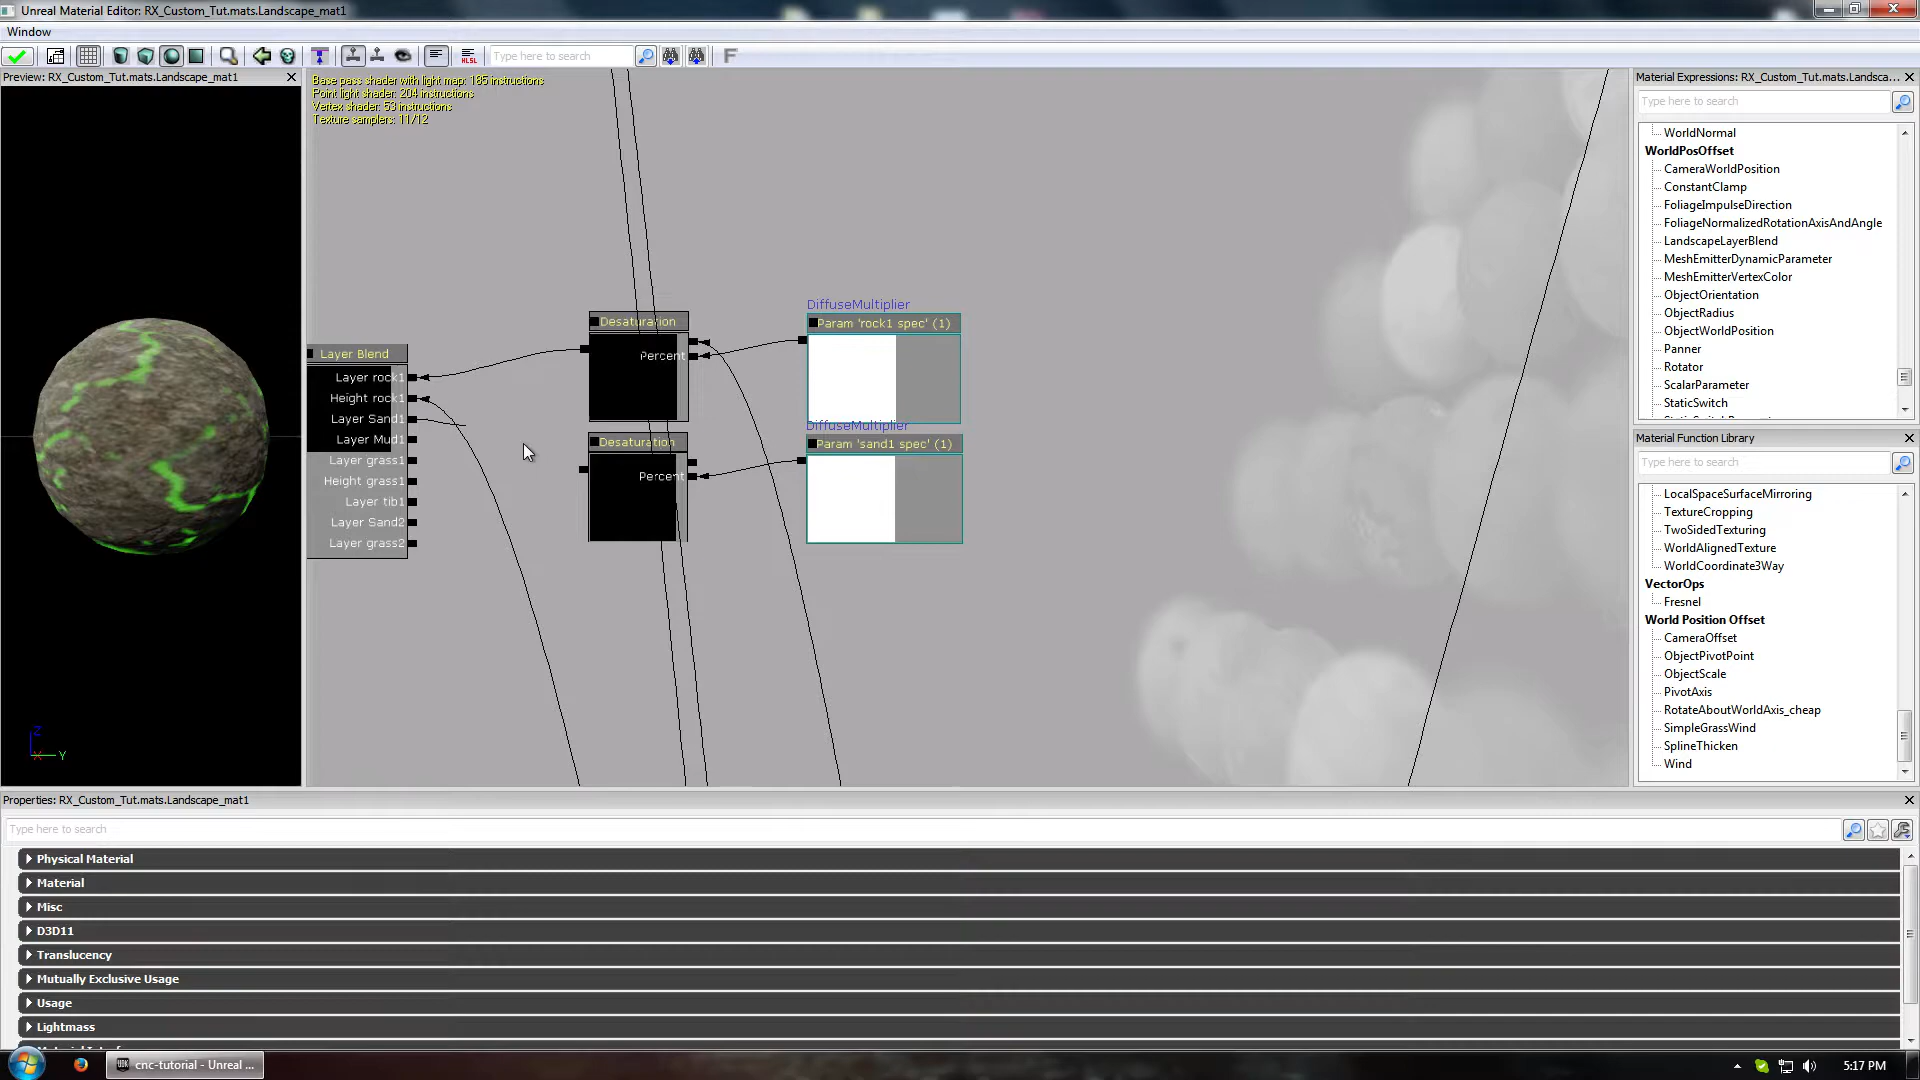 Unreal Material Editor: RX_Custom_Tut.mats.Landscape_mat1
Window
HLSL
Type here to search
F
Preview: RX_Custom_Tut.mats.Landscape_mat1
Base pass shader with light map: 185 instructions
Point light shader: 204 instructions
Vertex shader: 53 instructions
Texture samplers: 11/12
Z
X
Y
Layer Blend
Layer rock1
Height rock1
Layer Sand1
Layer Mud1
Layer grass1
Height grass1
Layer tib1
Layer Sand2
Layer grass2
Desaturation
Percent
DiffuseMultiplier
Param 'rock1 spec' (1)
Desaturation
Percent
DiffuseMultiplier
Param 'sand1 spec' (1)
Material Expressions: RX_Custom_Tut.mats.Landsca...
Type here to search
WorldNormal
WorldPosOffset
CameraWorldPosition
ConstantClamp
FoliageImpulseDirection
FoliageNormalizedRotationAxisAndAngle
LandscapeLayerBlend
MeshEmitterDynamicParameter
MeshEmitterVertexColor
ObjectOrientation
ObjectRadius
ObjectWorldPosition
Panner
Rotator
ScalarParameter
StaticSwitch
Material Function Library
Type here to search
LocalSpaceSurfaceMirroring
TextureCropping
TwoSidedTexturing
WorldAlignedTexture
WorldCoordinate3Way
VectorOps
Fresnel
World Position Offset
CameraOffset
ObjectPivotPoint
ObjectScale
PivotAxis
RotateAboutWorldAxis_cheap
SimpleGrassWind
SplineThicken
Wind
Properties: RX_Custom_Tut.mats.Landscape_mat1
Type here to search
Physical Material
Material
Misc
D3D11
Translucency
Mutually Exclusive Usage
Usage
Lightmass
cnc-tutorial - Unreal ...
5:17 PM